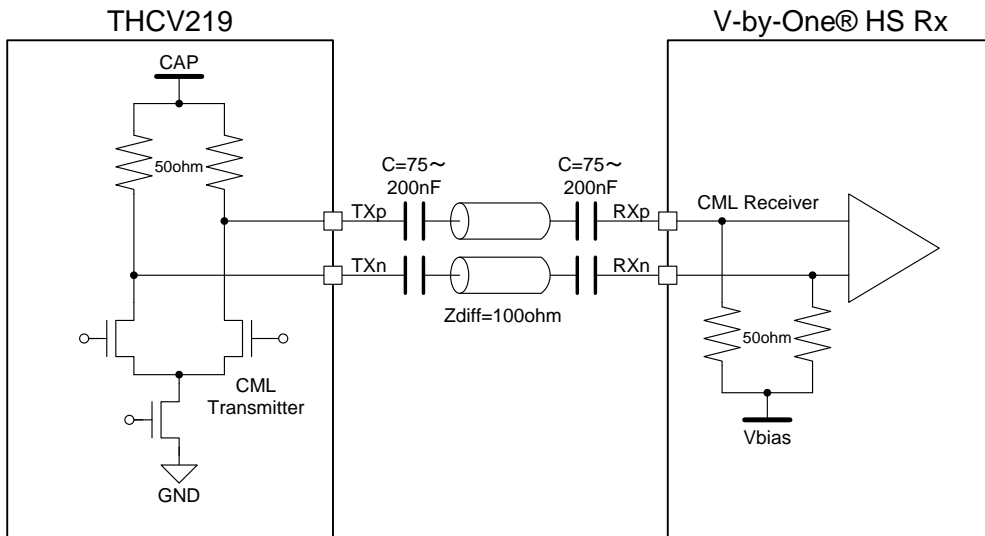 THCV219
V-by-One® HS Rx
CAP
50ohm
C=75～
200nF
C=75～
200nF
TXp
RXp
CML Receiver
TXn
RXn
Zdiff=100ohm
50ohm
CML
Transmitter
Vbias
GND